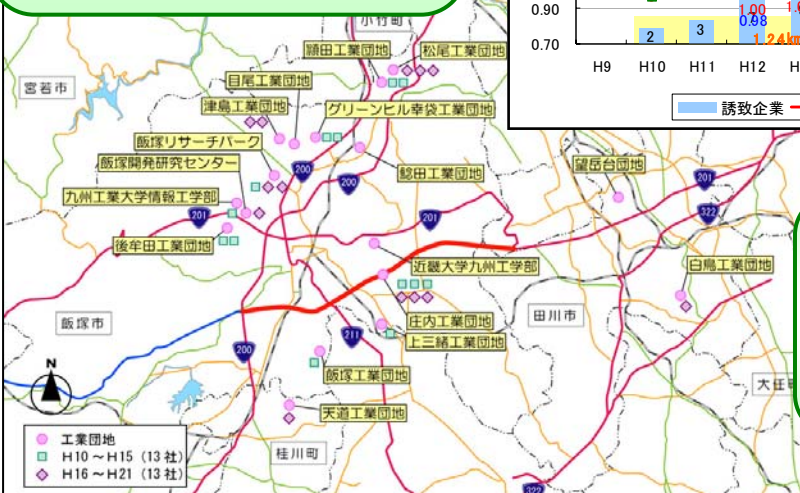 小竹町
0.90
0.70
1.00
0.98
1.24km
2
3
H9
H10
H11
H12
誘致企業
宮若市
頴田工業団地
松尾工業団地
目尾工業団地
津島工業団地
グリーンヒル幸袋工業団地
飯塚リサーチパーク
飯塚開発研究センター
鯰田工業団地
望岳台団地
九州工業大学情報工学部
200
200
201
322
201
201
後牟田工業団地
近畿大学九州工学部
白鳥工業団地
飯塚市
庄内工業団地
田川市
上三緒工業団地
200
211
飯塚工業団地
N
天道工業団地
大任町
工業団地
H10～H15（13社）
H16～H21（13社）
桂川町
322